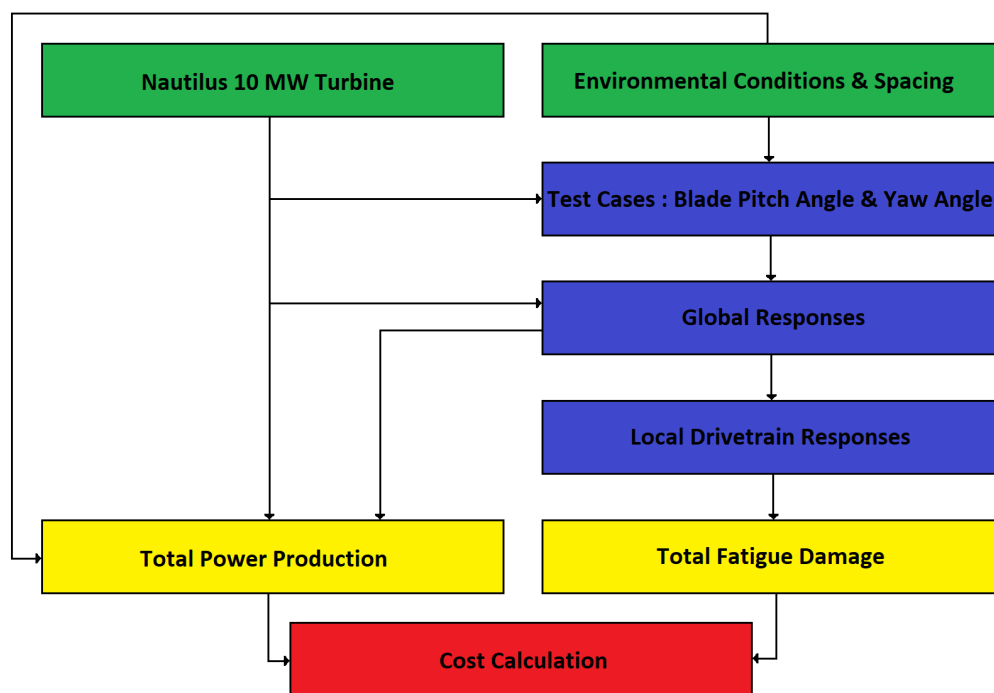 Nautilus 10 MW Turbine
Environmental Conditions & Spacing
Test Cases : Blade Pitch Angle & Yaw Angle
Global Responses
Local Drivetrain Responses
Total Power Production
Total Fatigue Damage
Cost Calculation